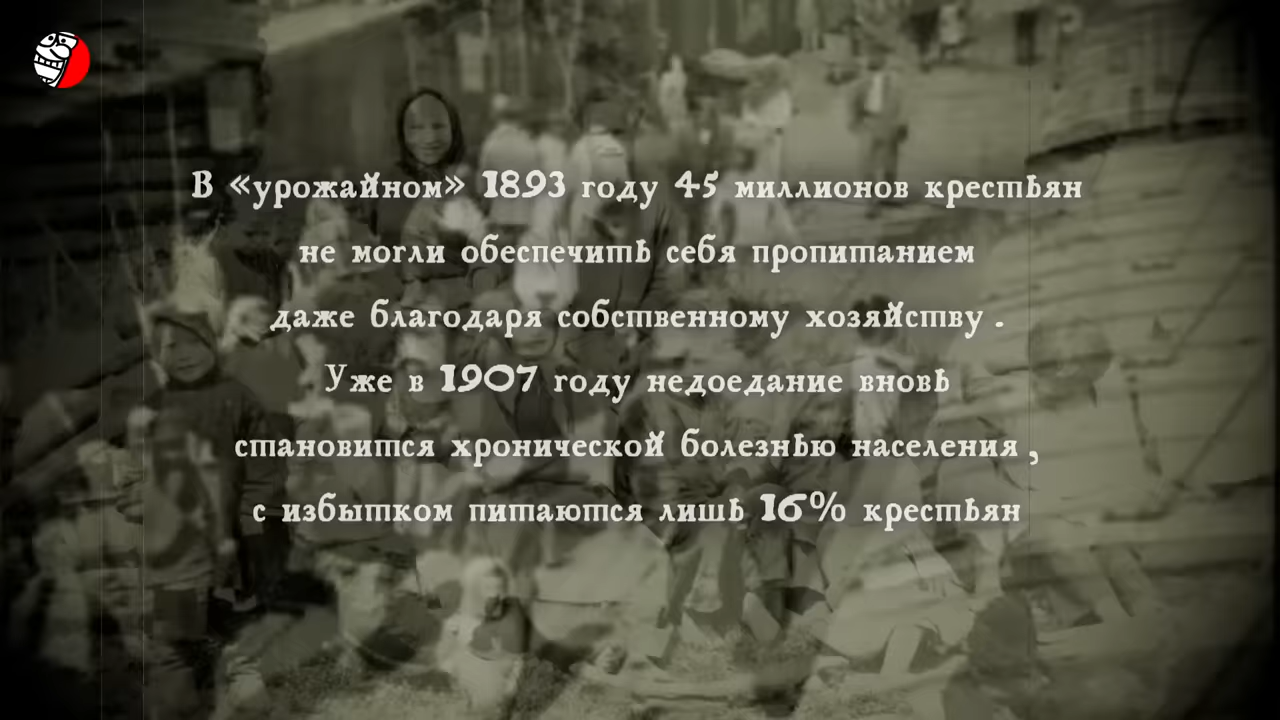 В «урожайном» 1893 году 45 миллионов крестьян
не могли обеспечить себя пропитанием
даже благодаря собственному хозяйству .
Уже в 1907 году недоедание вновь
становится хронической болезнью населения ,
с избытком питаются лишь 16% крестьян